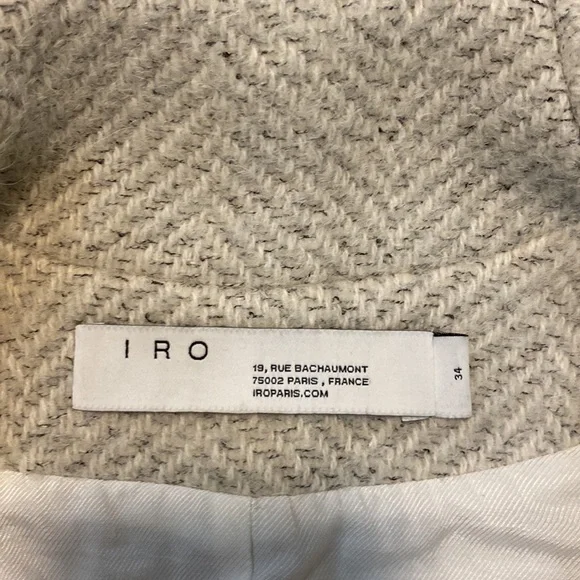 IRO
19, RUE BACHAUMONT
75002 PARIS , FRANCE
IROPARIS.COM
34